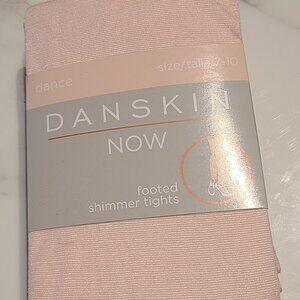 dance size/talla 7-10
DANSKIN
NOW
footed
shimmer tights